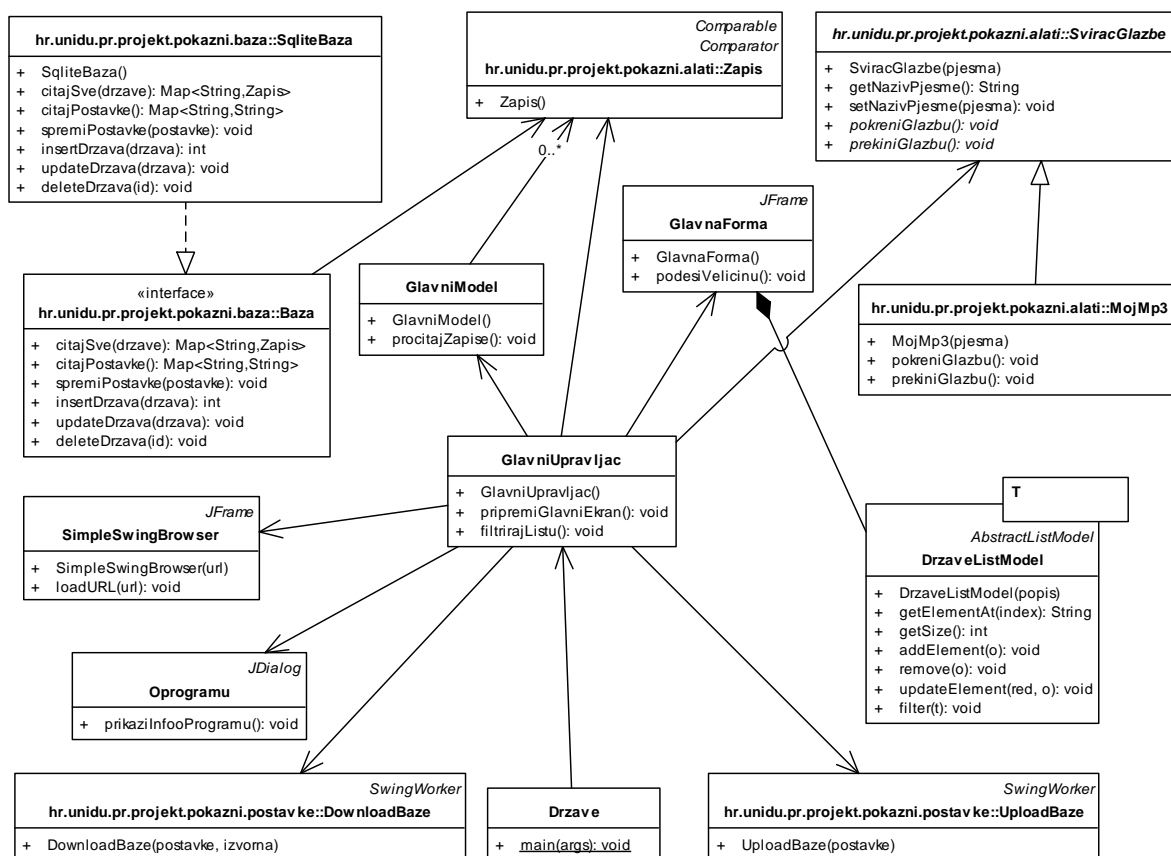 hr.unidu.pr.projekt.pokazni.baza::SqliteBaza
+ SqliteBaza()
+ citajSve(drzave): Map<String,Zapis>
+ citajPostavke(): Map<String,String>
+ spremiPostavke(postavke): void
+ insertDrzava(drzava): int
+ updateDrzava(drzava): void
+ deleteDrzava(id): void
Comparable
Comparator
hr.unidu.pr.projekt.pokazni.alati::Zapis
+ Zapis()
hr.unidu.pr.projekt.pokazni.alati::SviracGlazbe
+ SviracGlazbe(pjesma)
+ getNazivPjesme(): String
+ setNazivPjesme(pjesma): void
+ pokreniGlazbu(): void
+ prekiniGlazbu(): void
0..*
JFrame
GlavnaForma
+ GlavnaForma()
+ podesiVelicinu(): void
«interface»
hr.unidu.pr.projekt.pokazni.baza::Baza
+ citajSve(drzave): Map<String,Zapis>
+ citajPostavke(): Map<String,String>
+ spremiPostavke(postavke): void
+ insertDrzava(drzava): int
+ updateDrzava(drzava): void
+ deleteDrzava(id): void
GlavniModel
+ GlavniModel()
+ procitajZapise(): void
hr.unidu.pr.projekt.pokazni.alati::MojMp3
+ MojMp3(pjesma)
+ pokreniGlazbu(): void
+ prekiniGlazbu(): void
GlavniUpravljac
+ GlavniUpravljac()
+ pripremiGlavniEkran(): void
+ filtrirajListu(): void
JFrame
SimpleSwingBrowser
+ SimpleSwingBrowser(url)
+ loadURL(url): void
T
AbstractListModel
DrzaveListModel
+ DrzaveListModel(popis)
+ getElementAt(index): String
+ getSize(): int
+ addElement(o): void
+ remove(o): void
+ updateElement(red, o): void
+ filter(t): void
JDialog
Oprogramu
+ prikaziInfooProgramu(): void
SwingWorker
hr.unidu.pr.projekt.pokazni.postavke::DownloadBaze
+ DownloadBaze(postavke, izvorna)
Drzave
+ main(args): void
SwingWorker
hr.unidu.pr.projekt.pokazni.postavke::UploadBaze
+ UploadBaze(postavke)